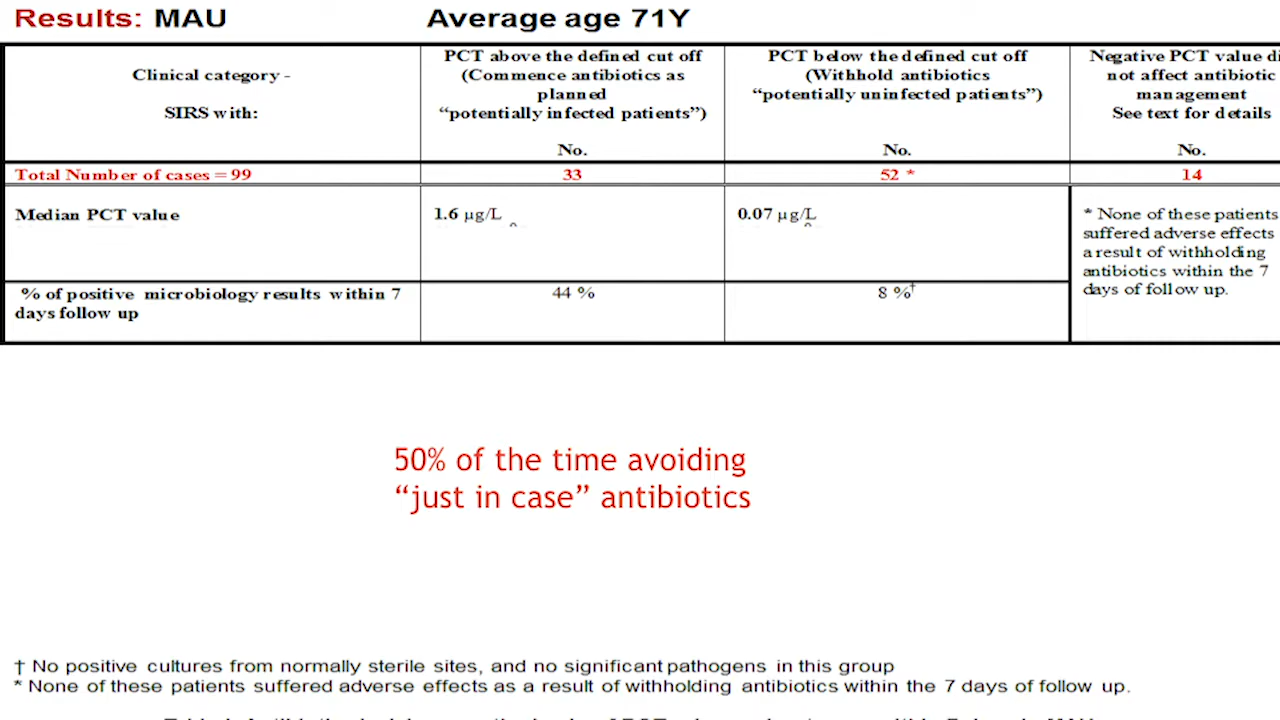 Results: MAU
Average age 71Y
Clinical category -
SIRS with:
PCT above the defined cut off
(Commence antibiotics as
planned
“potentially infected patients”)
No.
PCT below the defined cut off
(Withhold antibiotics
“potentially uninfected patients”)
No.
Negative PCT value
not affect antibiotic
management
See text for details
No.
Total Number of cases = 99
33
52 *
14
Median PCT value
1.6 µg/L
0.07 µg/L
* None of these patients
suffered adverse effects
a result of withholding
antibiotics within the 7
days of follow up.
% of positive microbiology results within 7
days follow up
44 %
8 %†
50% of the time avoiding
“just in case” antibiotics
† No positive cultures from normally sterile sites, and no significant pathogens in this group
* None of these patients suffered adverse effects as a result of withholding antibiotics within the 7 days of follow up.